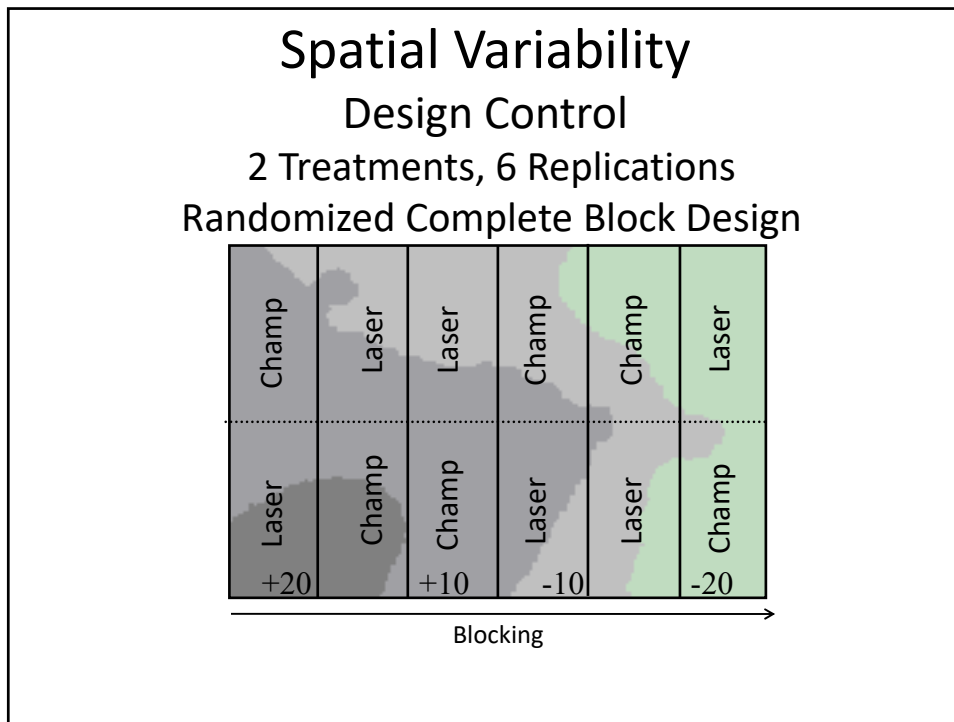 Spatial Variability
Design Control
2 Treatments, 6 Replications
Randomized Complete Block Design
Champ
Laser
Laser
Champ
Champ
Laser
Laser
Champ
Champ
Laser
Laser
Champ
+20
+10
-10
-20
Blocking